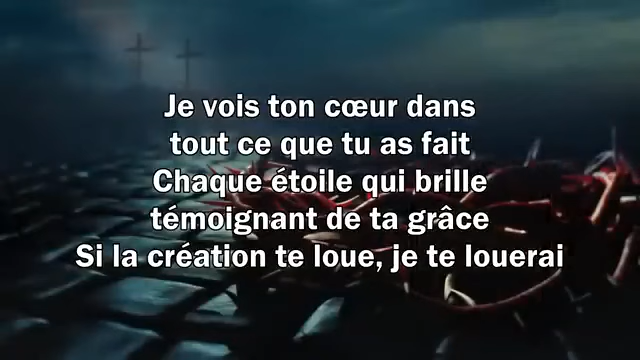 Je vois ton cœur dans
tout ce que tu as fait
Chaque étoile qui brille
témoignant de ta grâce
Si la création te loue, je te louerai